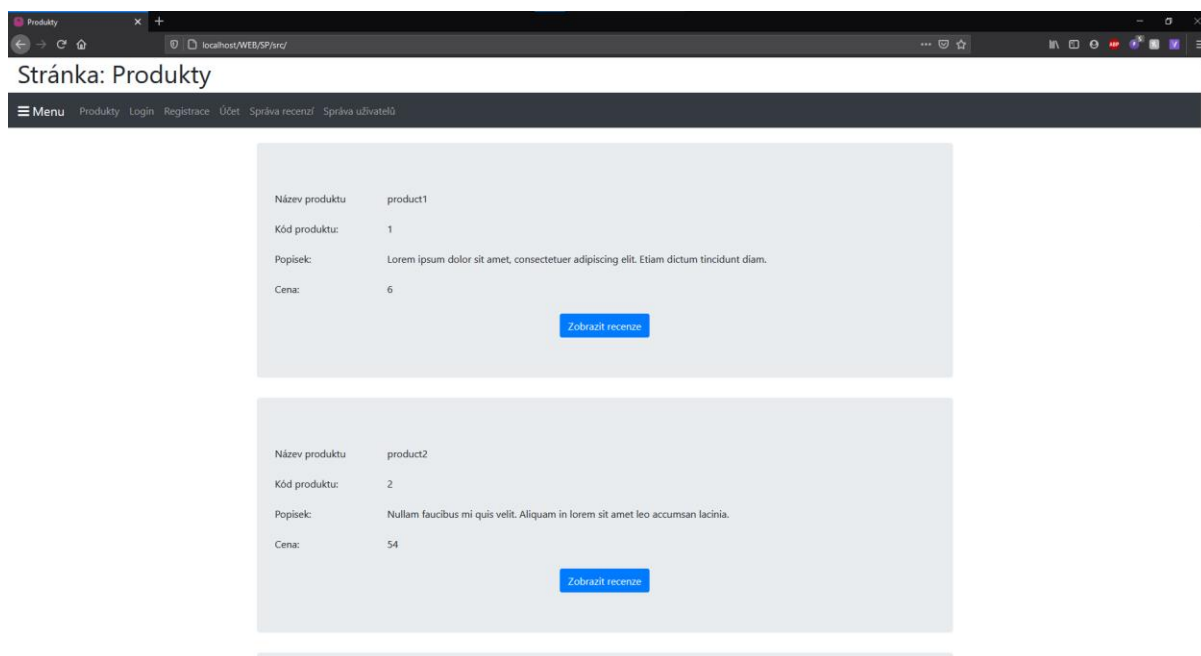 Produkty
localhost/WEB/SP/src/
Stránka: Produkty
Menu Produkty Login Registrace Účet Správa recenzí Správa uživatelů
Název produktu product1
Kód produktu: 1
Popisek: Lorem ipsum dolor sit amet, consectetuer adipiscing elit. Etiam dictum tincidunt diam.
Cena: 6
Zobrazit recenze
Název produktu product2
Kód produktu: 2
Popisek: Nullam faucibus mi quis velit. Aliquam in lorem sit amet leo accumsan lacinia.
Cena: 54
Zobrazit recenze